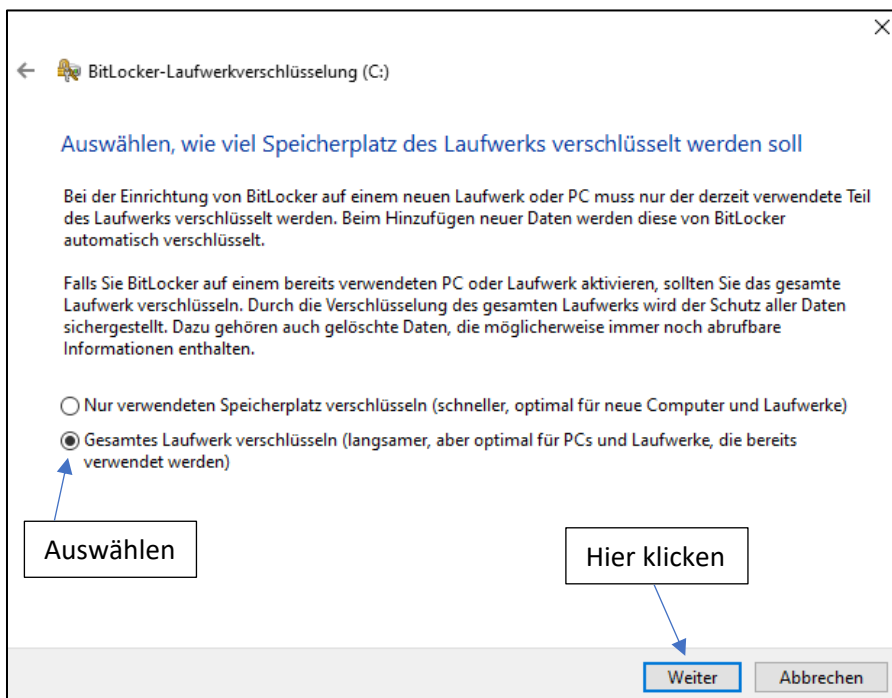 BitLocker-Laufwerkverschlüsselung (C:)
Auswählen, wie viel Speicherplatz des Laufwerks verschlüsselt werden soll
Bei der Einrichtung von BitLocker auf einem neuen Laufwerk oder PC muss nur der derzeit verwendete Teil
des Laufwerks verschlüsselt werden. Beim Hinzufügen neuer Daten werden diese von BitLocker
automatisch verschlüsselt.
Falls Sie BitLocker auf einem bereits verwendeten PC oder Laufwerk aktivieren, sollten Sie das gesamte
Laufwerk verschlüsseln. Durch die Verschlüsselung des gesamten Laufwerks wird der Schutz aller Daten
sichergestellt. Dazu gehören auch gelöschte Daten, die möglicherweise immer noch abrufbare
Informationen enthalten.
Nur verwendeten Speicherplatz verschlüsseln (schneller, optimal für neue Computer und Laufwerke)
Gesamtes Laufwerk verschlüsseln (langsamer, aber optimal für PCs und Laufwerke, die bereits
verwendet werden)
Auswählen
Hier klicken
Weiter
Abbrechen